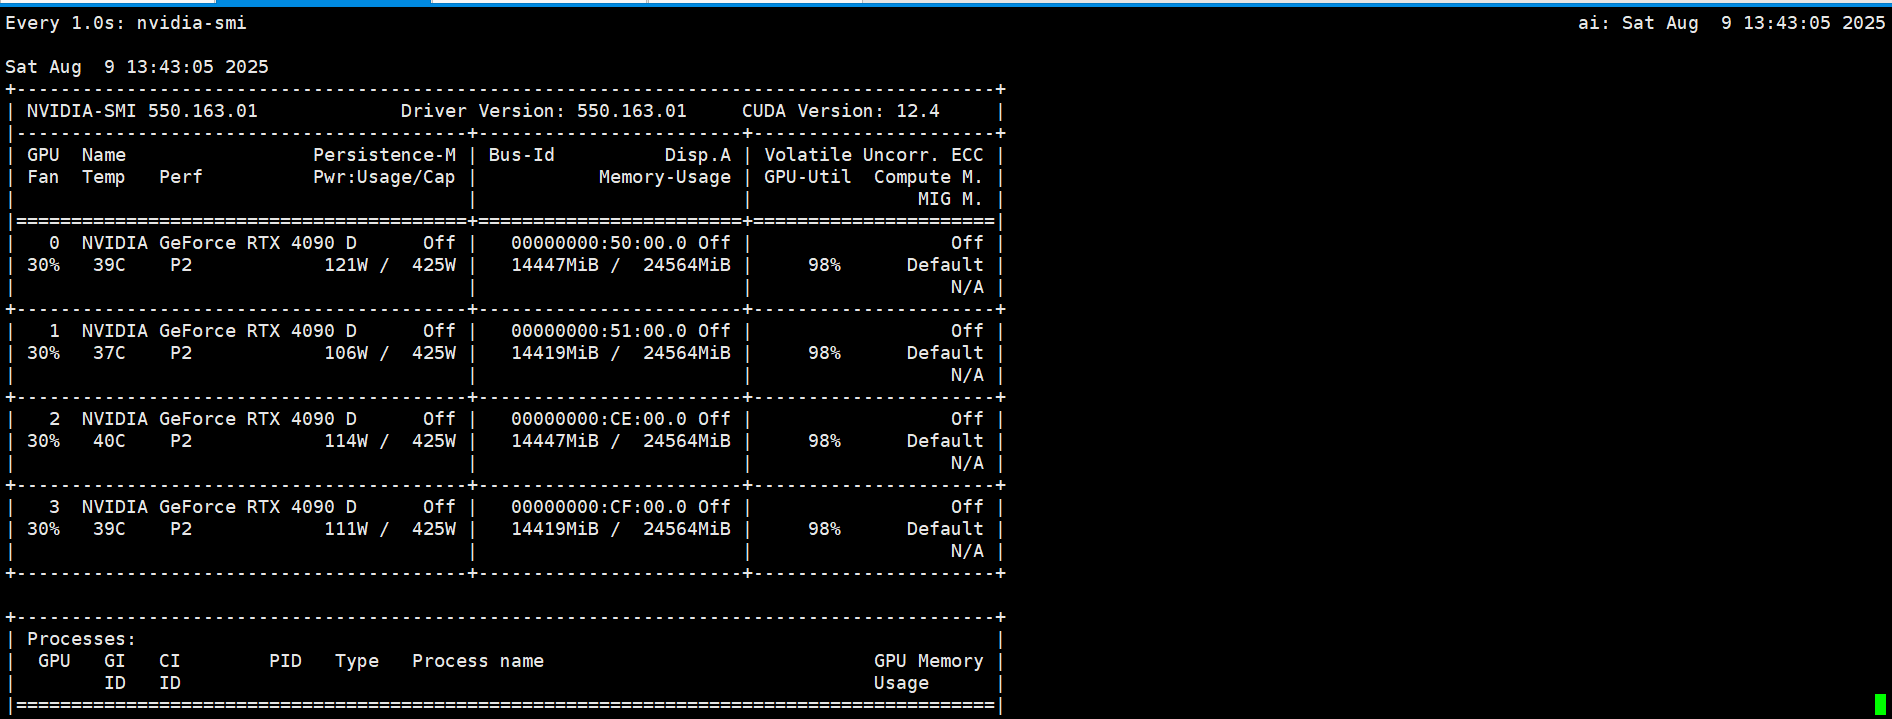 Every 1.0s: nvidia-smi                                                                                                                         ai: Sat Aug  9 13:43:05 2025
Sat Aug  9 13:43:05 2025
+-----------------------------------------------------------------------------------------+
| NVIDIA-SMI 550.163.01             Driver Version: 550.163.01     CUDA Version: 12.4     |
|-----------------------------------------+------------------------+----------------------+
| GPU  Name                 Persistence-M | Bus-Id          Disp.A | Volatile Uncorr. ECC |
| Fan  Temp   Perf          Pwr:Usage/Cap |           Memory-Usage | GPU-Util  Compute M. |
|                                         |                        |               MIG M. |
|=========================================+========================+======================|
|   0  NVIDIA GeForce RTX 4090 D      Off |   00000000:50:00.0 Off |                  Off |
| 30%   39C    P2            121W /  425W |   14447MiB /  24564MiB |     98%      Default |
|                                         |                        |                  N/A |
+-----------------------------------------+------------------------+----------------------+
|   1  NVIDIA GeForce RTX 4090 D      Off |   00000000:51:00.0 Off |                  Off |
| 30%   37C    P2            106W /  425W |   14419MiB /  24564MiB |     98%      Default |
|                                         |                        |                  N/A |
+-----------------------------------------+------------------------+----------------------+
|   2  NVIDIA GeForce RTX 4090 D      Off |   00000000:CE:00.0 Off |                  Off |
| 30%   40C    P2            114W /  425W |   14447MiB /  24564MiB |     98%      Default |
|                                         |                        |                  N/A |
+-----------------------------------------+------------------------+----------------------+
|   3  NVIDIA GeForce RTX 4090 D      Off |   00000000:CF:00.0 Off |                  Off |
| 30%   39C    P2            111W /  425W |   14419MiB /  24564MiB |     98%      Default |
|                                         |                        |                  N/A |
+-----------------------------------------+------------------------+----------------------+
+-----------------------------------------------------------------------------------------+
| Processes:                                                                              |
|  GPU   GI   CI        PID   Type   Process name                              GPU Memory |
|        ID   ID                                                               Usage      |
|=========================================================================================|